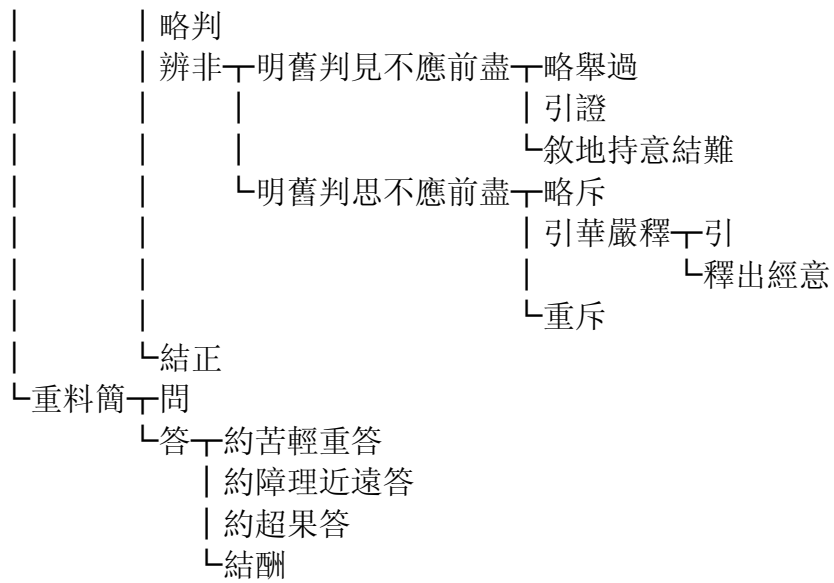 略判
辨非 明舊判見不應前盡 略舉過
引證
敘地持意結難
明舊判思不應前盡 略斥
引華嚴釋 引
釋出經意
重斥
結正
重料簡 問
答 約苦輕重答
約障理近遠答
約超果答
結酬